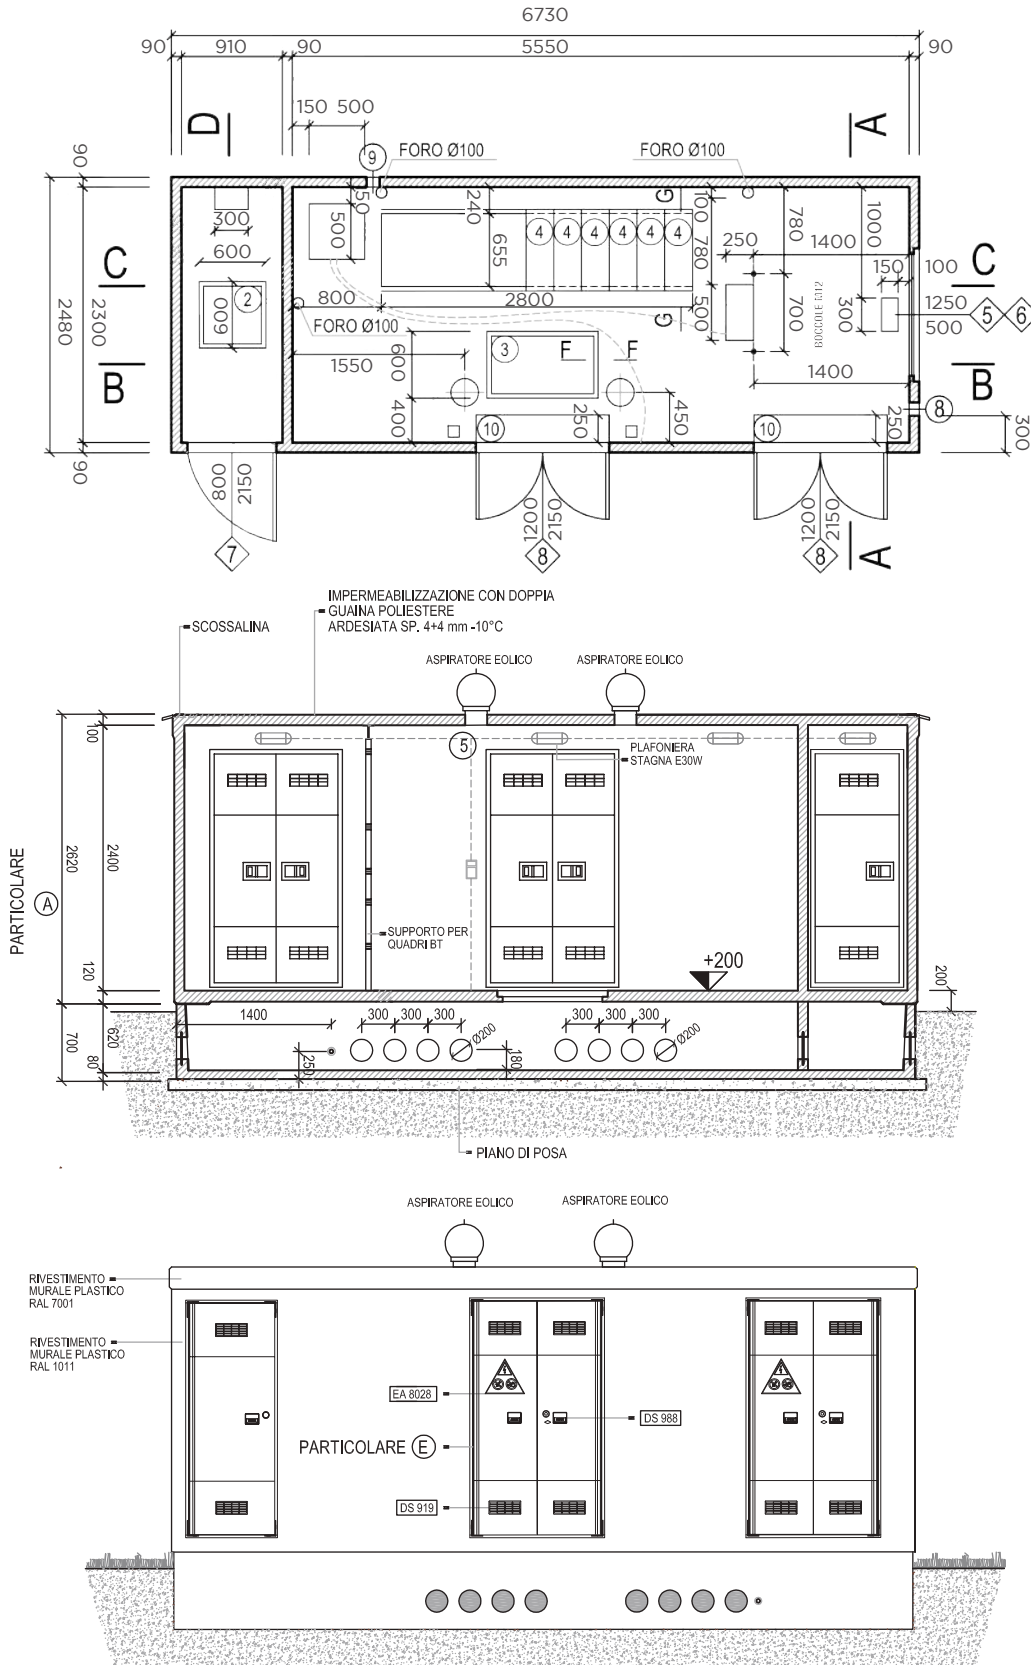 6730
90
910
90
5550
90
D
150
500
A
FORO Ø100
FORO Ø100
9
90
50
240
G
100
780
1000
300
500
4
4
4
4
4
4
655
250
780
1400
600
C
150
100
C
2
600
800
2800
500
700
BOCCOLE D12
300
1250
500
5
6
2480
2300
FORO Ø100
G
3
F
F
1550
600
1400
B
B
8
400
10
250
450
10
250
300
90
800
2150
1200
2150
1200
2150
7
8
8
A
IMPERMEABILIZZAZIONE CON DOPPIA
GUAINA POLIESTERE
ARDESIATA SP. 4+4 mm -10°C
SCOSSALINA
ASPIRATORE EOLICO
ASPIRATORE EOLICO
100
5
PLAFONIERA
STAGNA E30W
2620
2400
PARTICOLARE
A
SUPPORTO PER
QUADRI BT
+200
120
200
1400
300
300
300
300
300
300
Ø200
Ø200
700
620
250
180
80
PIANO DI POSA
ASPIRATORE EOLICO
ASPIRATORE EOLICO
RIVESTIMENTO
MURALE PLASTICO
RAL 7001
RIVESTIMENTO
MURALE PLASTICO
RAL 1011
EA 8028
DS 988
PARTICOLARE
E
DS 919